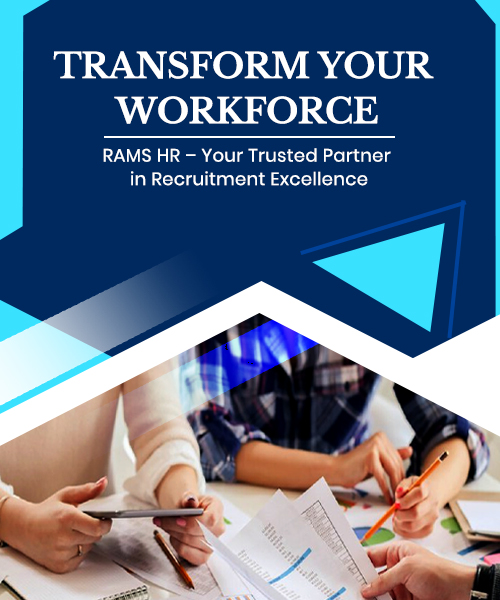 TRANSFORM YOUR
WORKFORCE
RAMS HR – Your Trusted Partner
in Recruitment Excellence